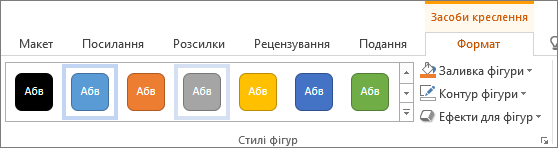 Засоби креслення
Макет Посилання Розсилки Рецензування Подання Формат
Абв Абв Абв Абв Абв Абв Абв
Заливка фігури
Контур фігури
Ефекти для фігур
Стилі фігур